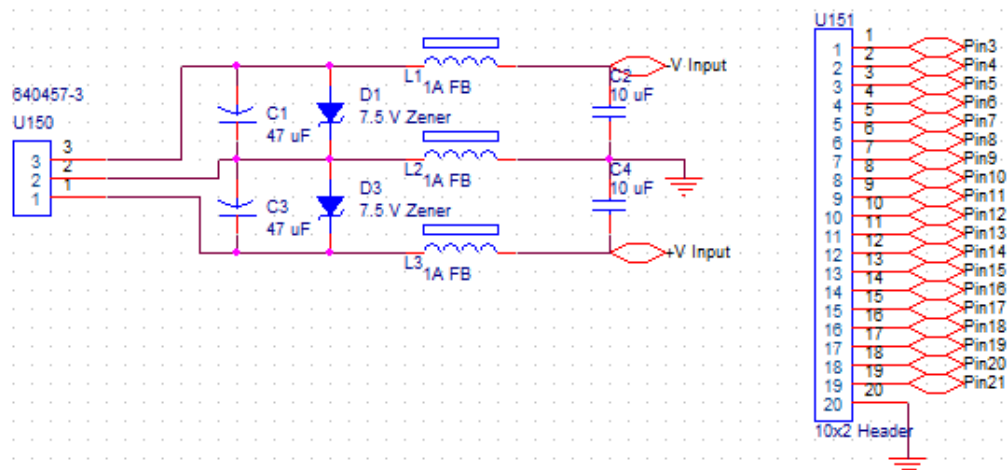 640457-3
U150
3
2
1
3
2
1
C1
47 uF
C3
47 uF
D1
7.5 V Zener
D3
7.5 V Zener
L1
1A FB
L2
1A FB
L3
1A FB
C2
10 uF
C4
10 uF
-V Input
+V Input
U151
1 1 Pin3
2 2 Pin4
3 3 Pin5
4 4 Pin6
5 5 Pin7
6 6 Pin8
7 7 Pin9
8 8 Pin10
9 9 Pin11
10 10 Pin12
11 11 Pin13
12 12 Pin14
13 13 Pin15
14 14 Pin16
15 15 Pin17
16 16 Pin18
17 17 Pin19
18 18 Pin20
19 19 Pin21
20 20
10x2 Header